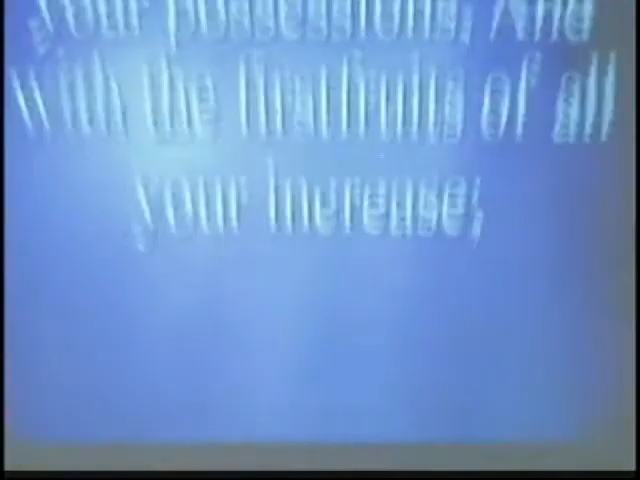 your possessions, And
with the firstfruits of all
your increase;